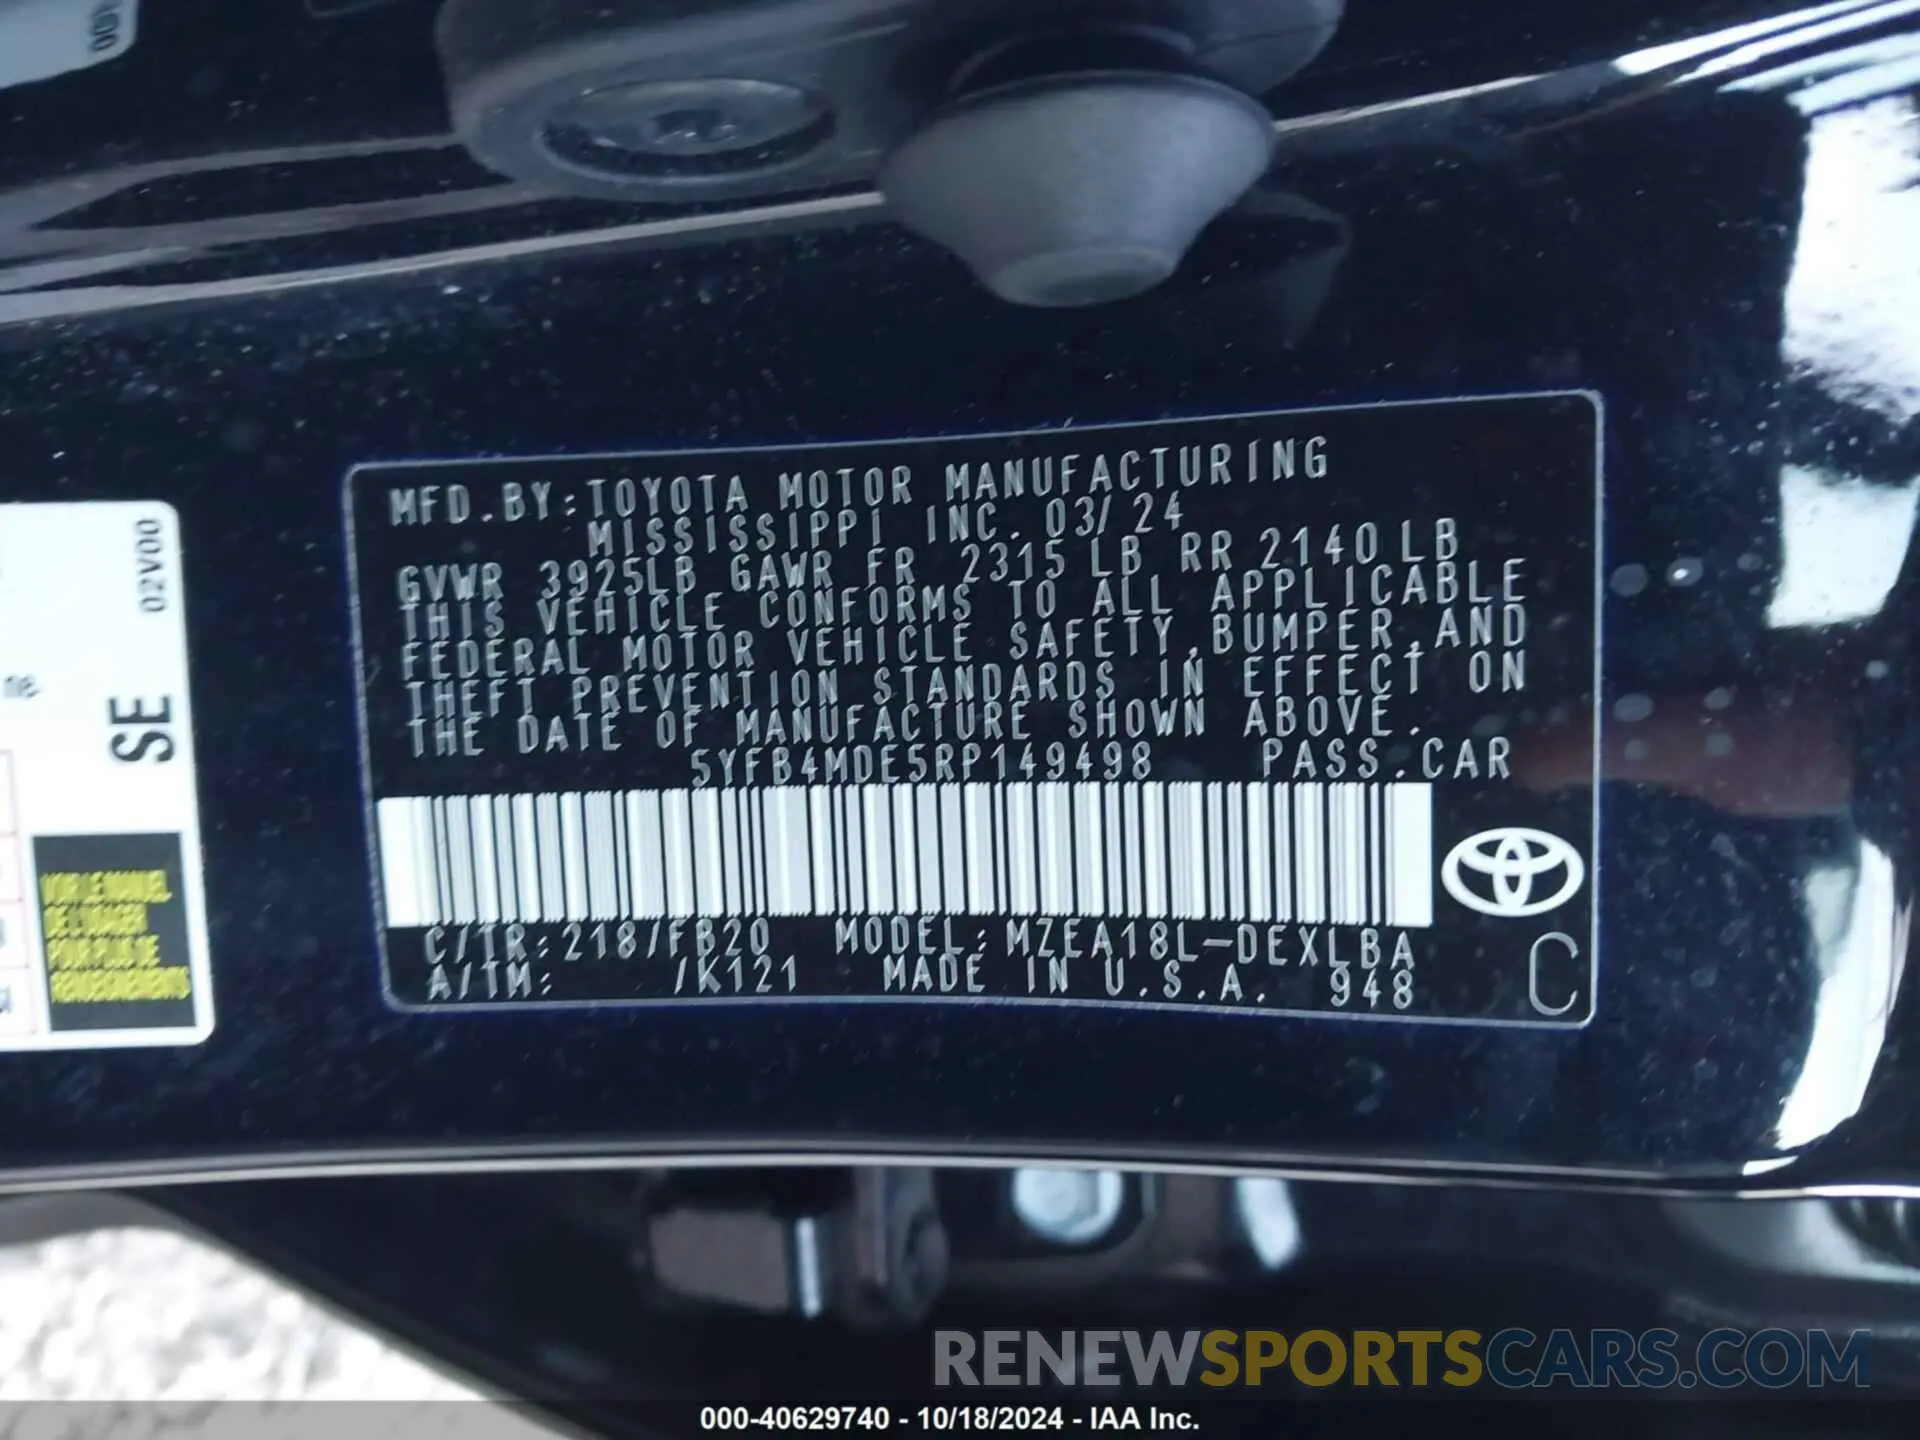 MFD.BY:TOYOTA MOTOR MANUFACTURING
MISSISSIPPI INC. 03/24
GVWR 3925LB GAWR FR 2315 LB RR 2140 LB
THIS VEHICLE CONFORMS TO ALL APPLICABLE
FEDERAL MOTOR VEHICLE SAFETY,BUMPER,AND
THEFT PREVENTION STANDARDS IN EFFECT ON
THE DATE OF MANUFACTURE SHOWN ABOVE.
5YFB4MDE5RP149498 PASS.CAR
C/TR:218/FB20 MODEL:MZEA18L-DEXLBA
A/TM: /K121 MADE IN U.S.A. 948
C
02V00
SE
RENEWSPORTSCARS.COM
000-40629740 - 10/18/2024 - IAA Inc.